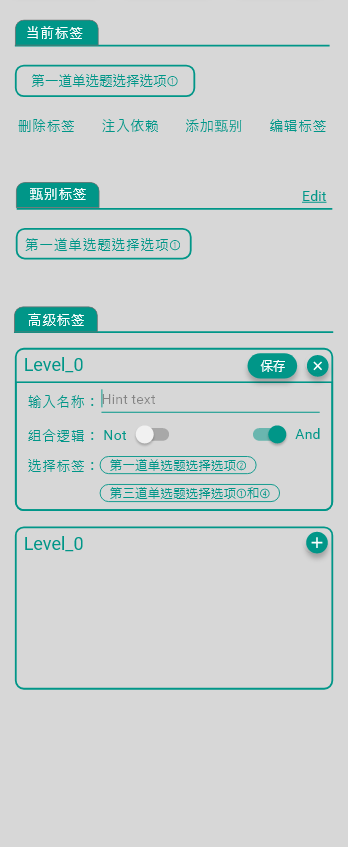 当前标签
第一道单选题选择选项①
删除标签 注入依赖 添加甄别 编辑标签
甄别标签 Edit
第一道单选题选择选项①
高级标签
Level_0 保存
输入名称： Hint text
组合逻辑： Not And
选择标签： 第一道单选题选择选项②
第三道单选题选择选项①和④
Level_0